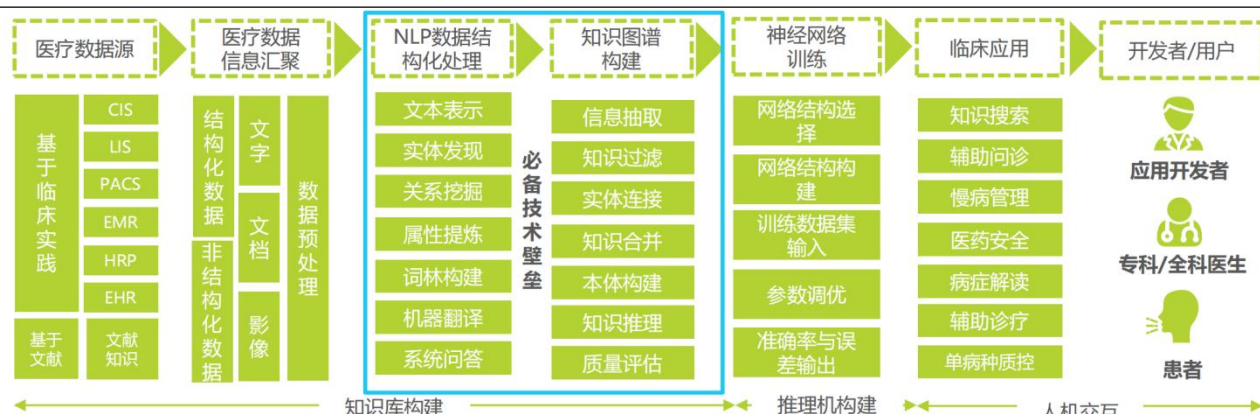 医疗数据源
医疗数据
信息汇聚
NLP数据结
构化处理
知识图谱
构建
神经网络
训练
临床应用
开发者/用户
基于临床实践
CIS
LIS
PACS
EMR
HRP
EHR
基于
文献
文献
知识
结构化数据
非结构化数据
文字
文档
影像
数据预处理
文本表示
实体发现
关系挖掘
属性提炼
词林构建
机器翻译
系统问答
必备技术壁垒
信息抽取
知识过滤
实体连接
知识合并
本体构建
知识推理
质量评估
网络结构选
择
网络结构构
建
训练数据集
输入
参数调优
准确率与误
差输出
知识搜索
辅助问诊
慢病管理
医药安全
病症解读
辅助诊疗
单病种质控
应用开发者
专科/全科医生
患者
知识库构建
推理机构建
人机交互